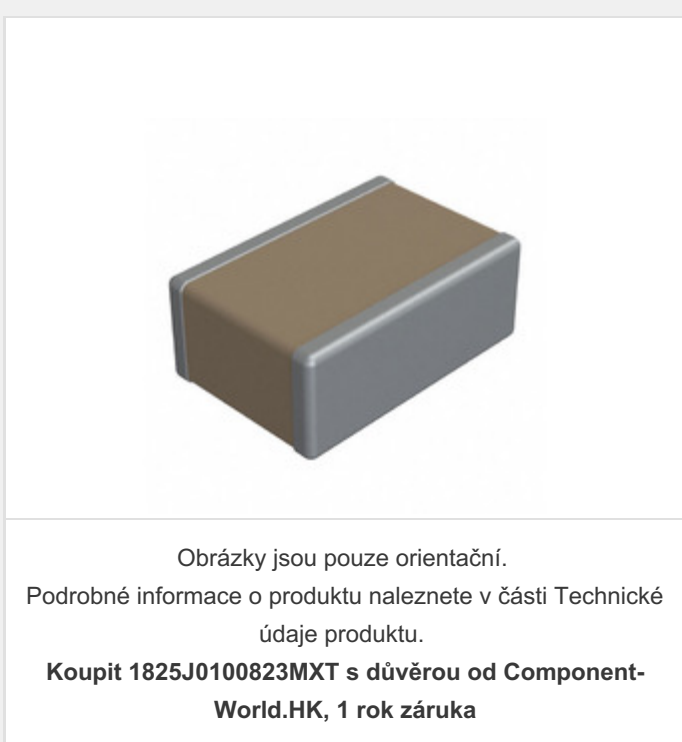 Obrázky jsou pouze orientační.
Podrobné informace o produktu naleznete v části Technické
údaje produktu.
Koupit 1825J0100823MXT s důvěrou od Component-
World.HK, 1 rok záruka